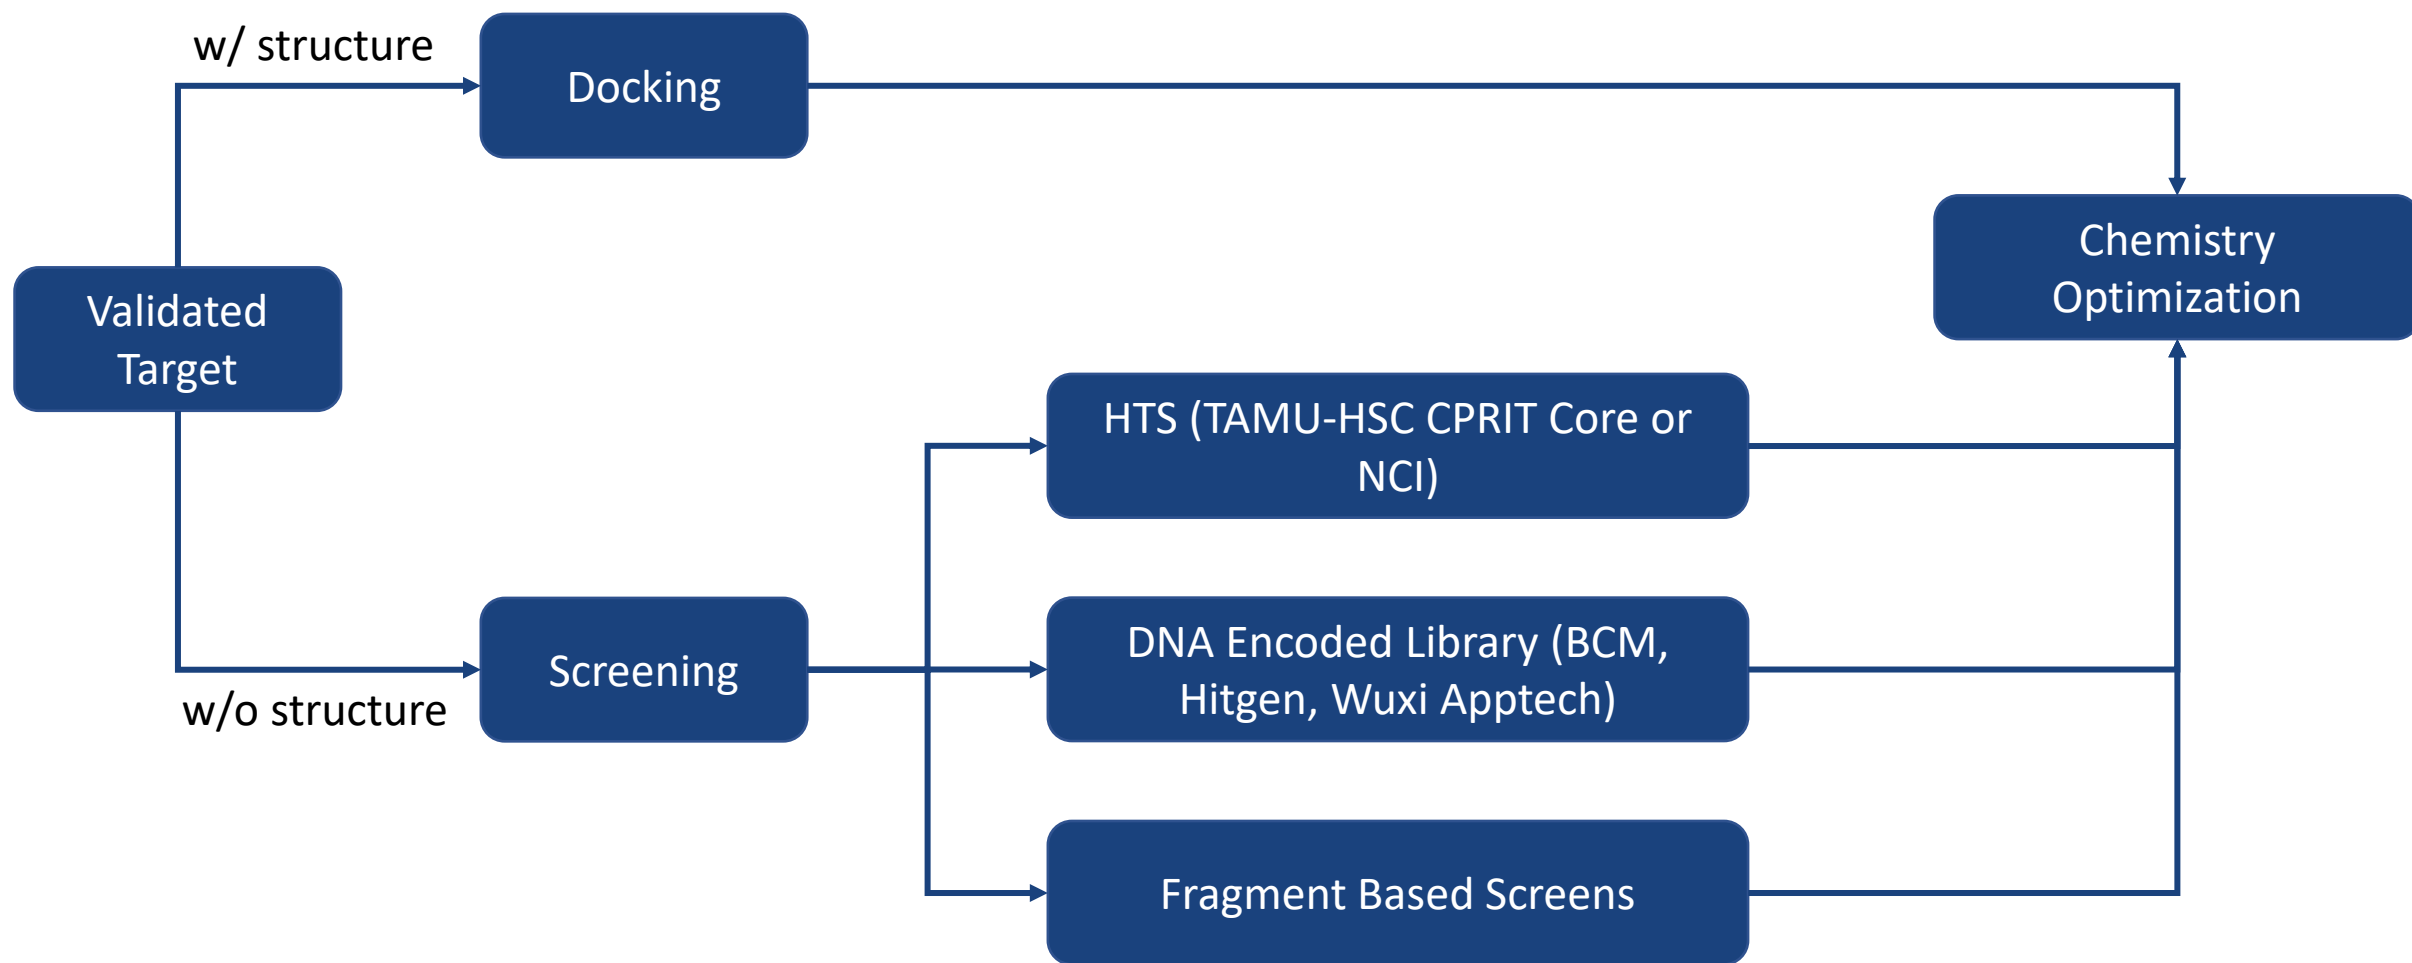 w/ structure
Docking
Validated
Target
Chemistry
Optimization
HTS (TAMU-HSC CPRIT Core or
NCI)
w/o structure
Screening
DNA Encoded Library (BCM,
Hitgen, Wuxi Apptech)
Fragment Based Screens